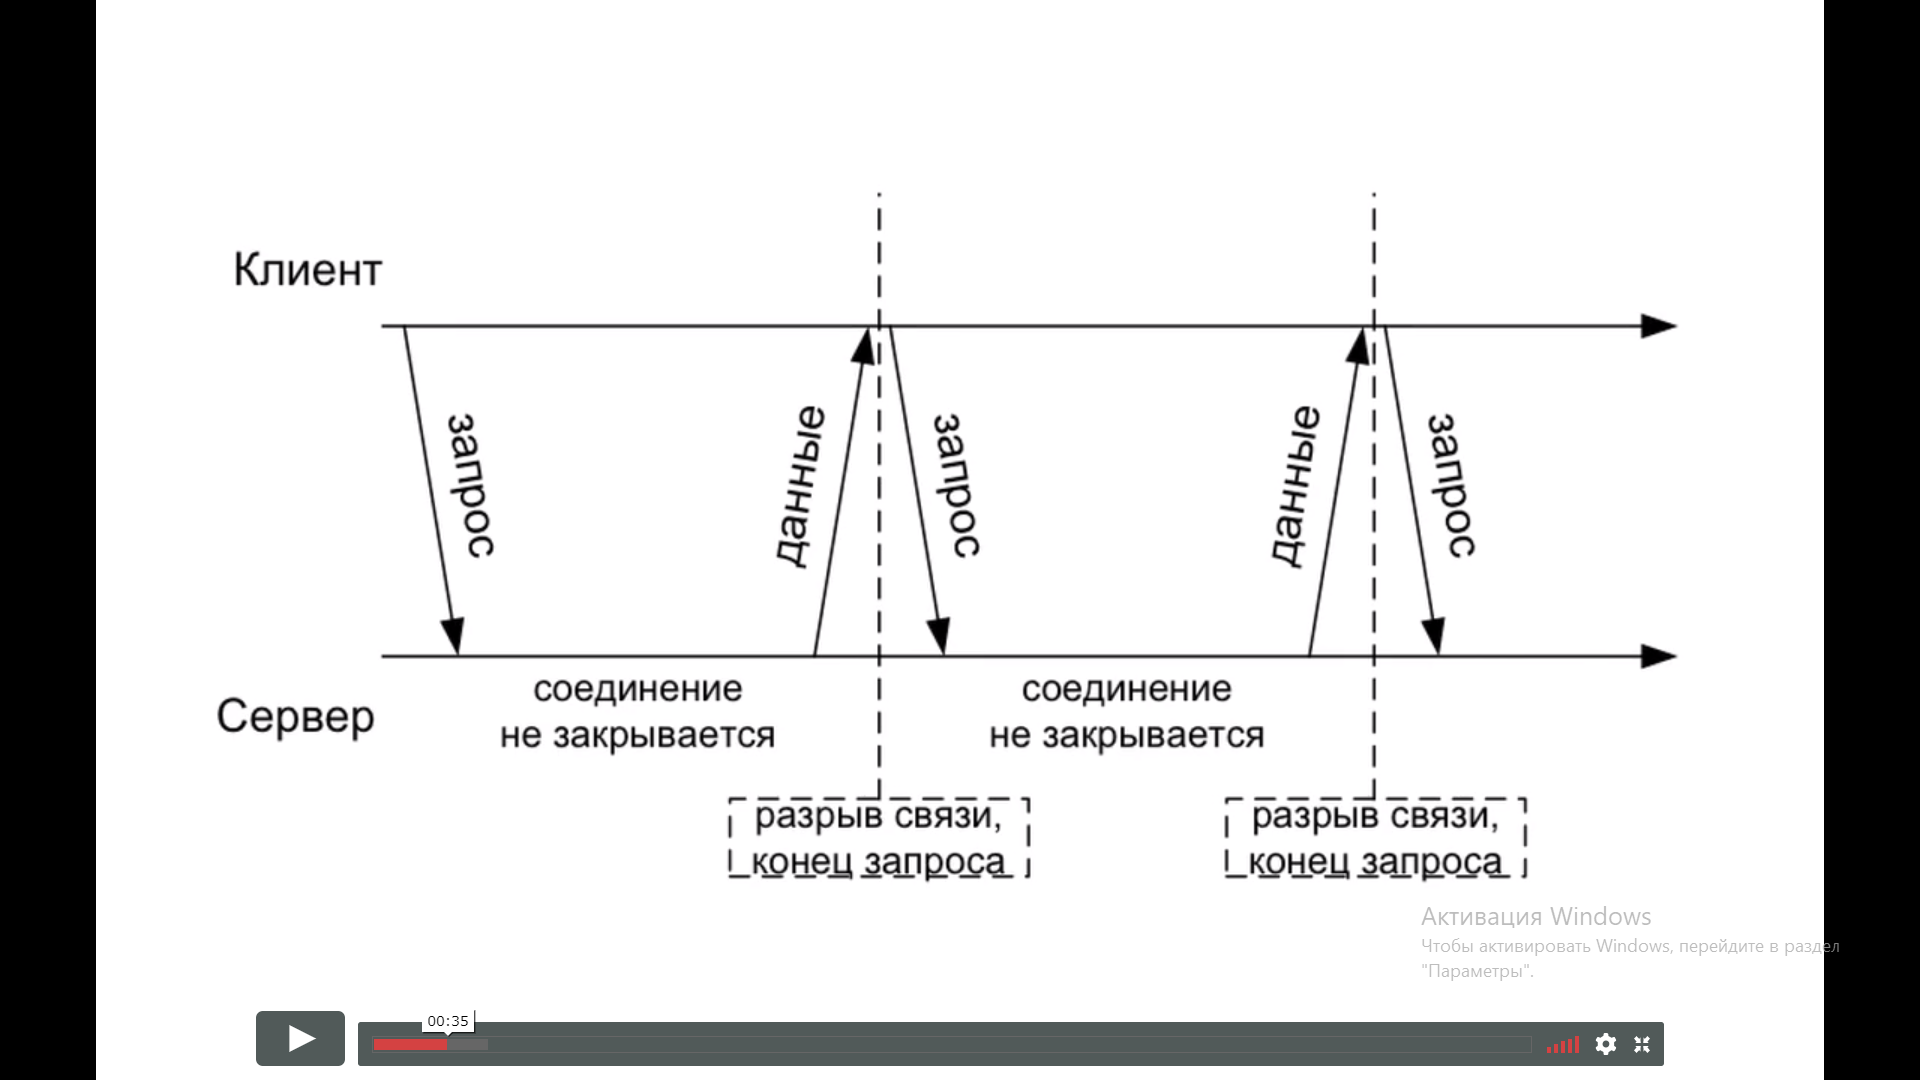 Клиент
запрос
данные
запрос
данные
запрос
Сервер
соединение
не закрывается
соединение
не закрывается
разрыв связи,
конец запроса
разрыв связи,
конец запроса
Активация Windows
Чтобы активировать Windows, перейдите в раздел
"Параметры".
00:35